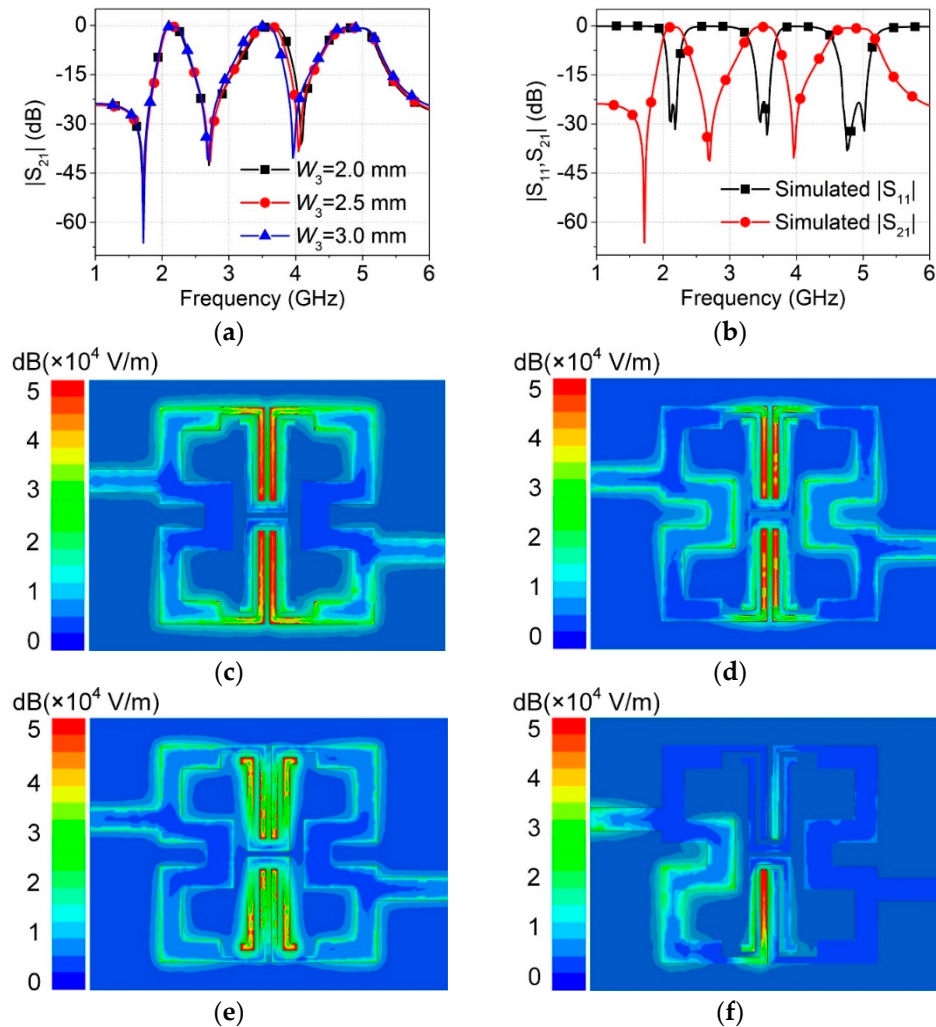 |S₂₁| (dB)
0
-15
-30
-45
-60
W₃=2.0 mm
W₃=2.5 mm
W₃=3.0 mm
1 2 3 4 5 6
Frequency (GHz)
(a)
|S₁₁|,|S₂₁| (dB)
0
-15
-30
-45
-60
Simulated |S₁₁|
Simulated |S₂₁|
1 2 3 4 5 6
Frequency (GHz)
(b)
dB(×10⁴ V/m)
5
4
3
2
1
0
(c)
dB(×10⁴ V/m)
5
4
3
2
1
0
(d)
dB(×10⁴ V/m)
5
4
3
2
1
0
(e)
dB(×10⁴ V/m)
5
4
3
2
1
0
(f)